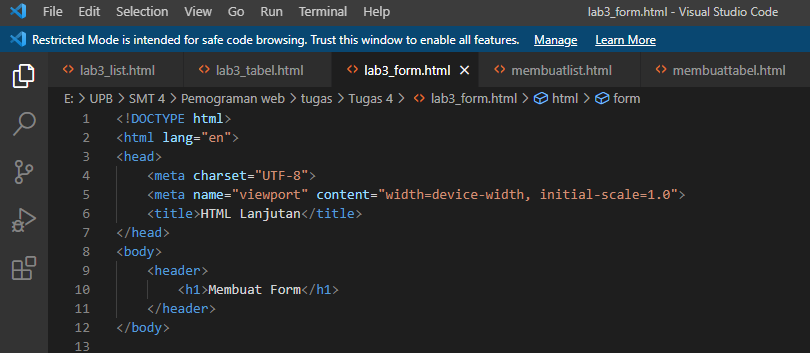 File Edit Selection View Go Run Terminal Help lab3_form.html - Visual Studio Code
Restricted Mode is intended for safe code browsing. Trust this window to enable all features. Manage Learn More
lab3_list.html lab3_tabel.html lab3_form.html membuatlist.html membuattabel.html
E: > UPB > SMT 4 > Pemograman web > tugas > Tugas 4 > lab3_form.html > html > form
1 <!DOCTYPE html>
2 <html lang="en">
3 <head>
4 <meta charset="UTF-8">
5 <meta name="viewport" content="width=device-width, initial-scale=1.0">
6 <title>HTML Lanjutan</title>
7 </head>
8 <body>
9 <header>
10 <h1>Membuat Form</h1>
11 </header>
12 </body>
13